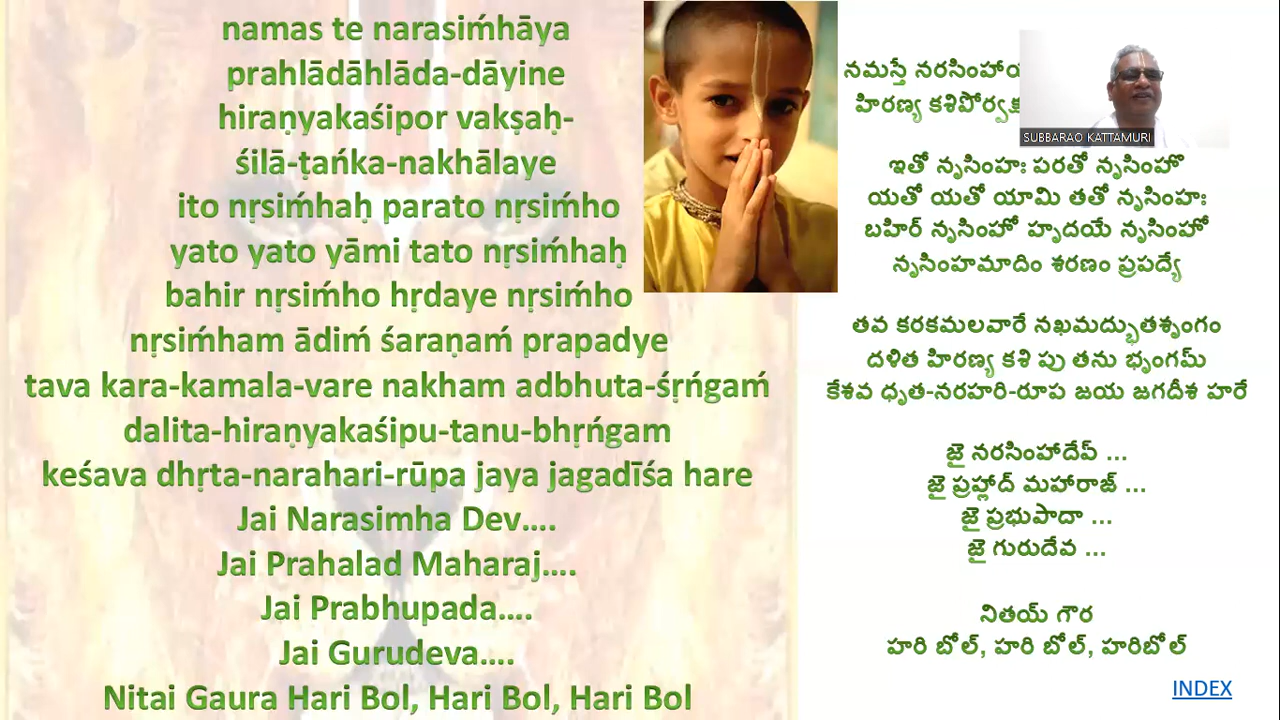 namas te narasiḿhāya
prahlādāhlāda-dāyine
hiraṇyakaśipor vakṣaḥ-
śilā-ṭańka-nakhālaye
ito nṛsiḿhaḥ parato nṛsiḿho
yato yato yāmi tato nṛsiḿhaḥ
bahir nṛsiḿho hṛdaye nṛsiḿho
nṛsiḿham ādiḿ śaraṇaḿ prapadye
tava kara-kamala-vare nakham adbhuta-śṛńgaḿ
dalita-hiraṇyakaśipu-tanu-bhṛńgam
keśava dhṛta-narahari-rūpa jaya jagadīśa hare
Jai Narasimha Dev....
Jai Prahalad Maharaj....
Jai Prabhupada....
Jai Gurudeva....
Nitai Gaura Hari Bol, Hari Bol, Hari Bol
నమస్తే
హిరణ్య
SUBBARAO KATTAMURI
ఇతో నృసింహః పరతో నృసింహొ
యతో యతో యామి తతో నృసింహః
బహిర్ నృసింహో హృదయే నృసింహో
నృసింహమాదిం శరణం ప్రపద్యే
తవ కరకమలవారే నఖమద్భుతశృంగం
దళిత హిరణ్య కశి పు తను భృంగమ్
కేశవ ధృత-నరహరి-రూప జయ జగదీశ హరే
జై నరసింహాదేవ్ ...
జై ప్రహ్లాద్ మహారాజ్ ...
జై ప్రభుపాదా ...
జై గురుదేవ ...
నితయ్ గౌర
హరి బోల్, హరి బోల్, హరిబోల్
INDEX